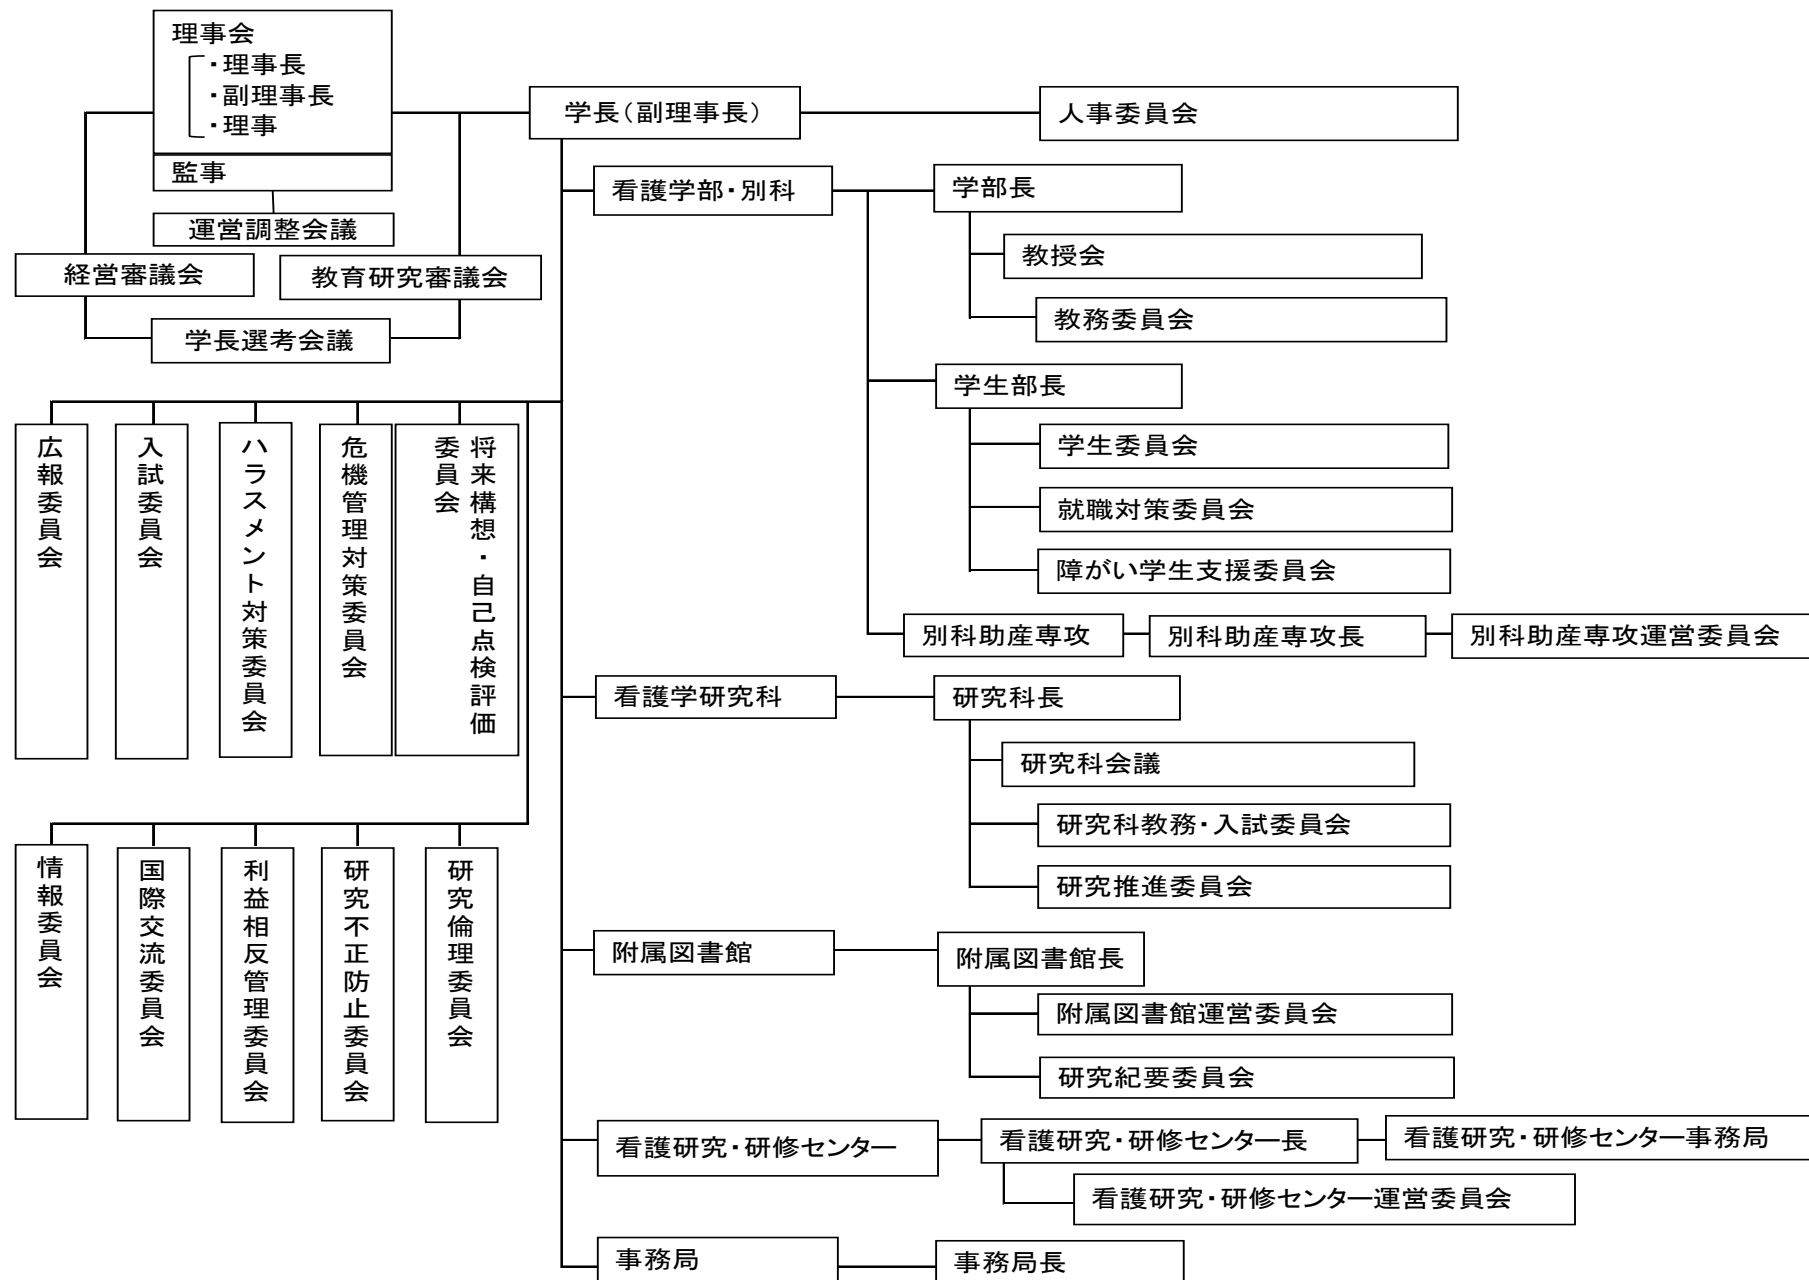 理事会
・理事長
・副理事長
・理事
監事
運営調整会議
経営審議会
教育研究審議会
学長選考会議
学長（副理事長）
人事委員会
看護学部・別科
学部長
教授会
教務委員会
学生部長
学生委員会
就職対策委員会
障がい学生支援委員会
別科助産専攻
別科助産専攻長
別科助産専攻運営委員会
広報委員会
入試委員会
ハラスメント対策委員会
危機管理対策委員会
将来構想・自己点検評価
委員会
情報委員会
国際交流委員会
利益相反管理委員会
研究不正防止委員会
研究倫理委員会
看護学研究科
研究科長
研究科会議
研究科教務・入試委員会
研究推進委員会
附属図書館
附属図書館長
附属図書館運営委員会
研究紀要委員会
看護研究・研修センター
看護研究・研修センター長
看護研究・研修センター事務局
看護研究・研修センター運営委員会
事務局
事務局長